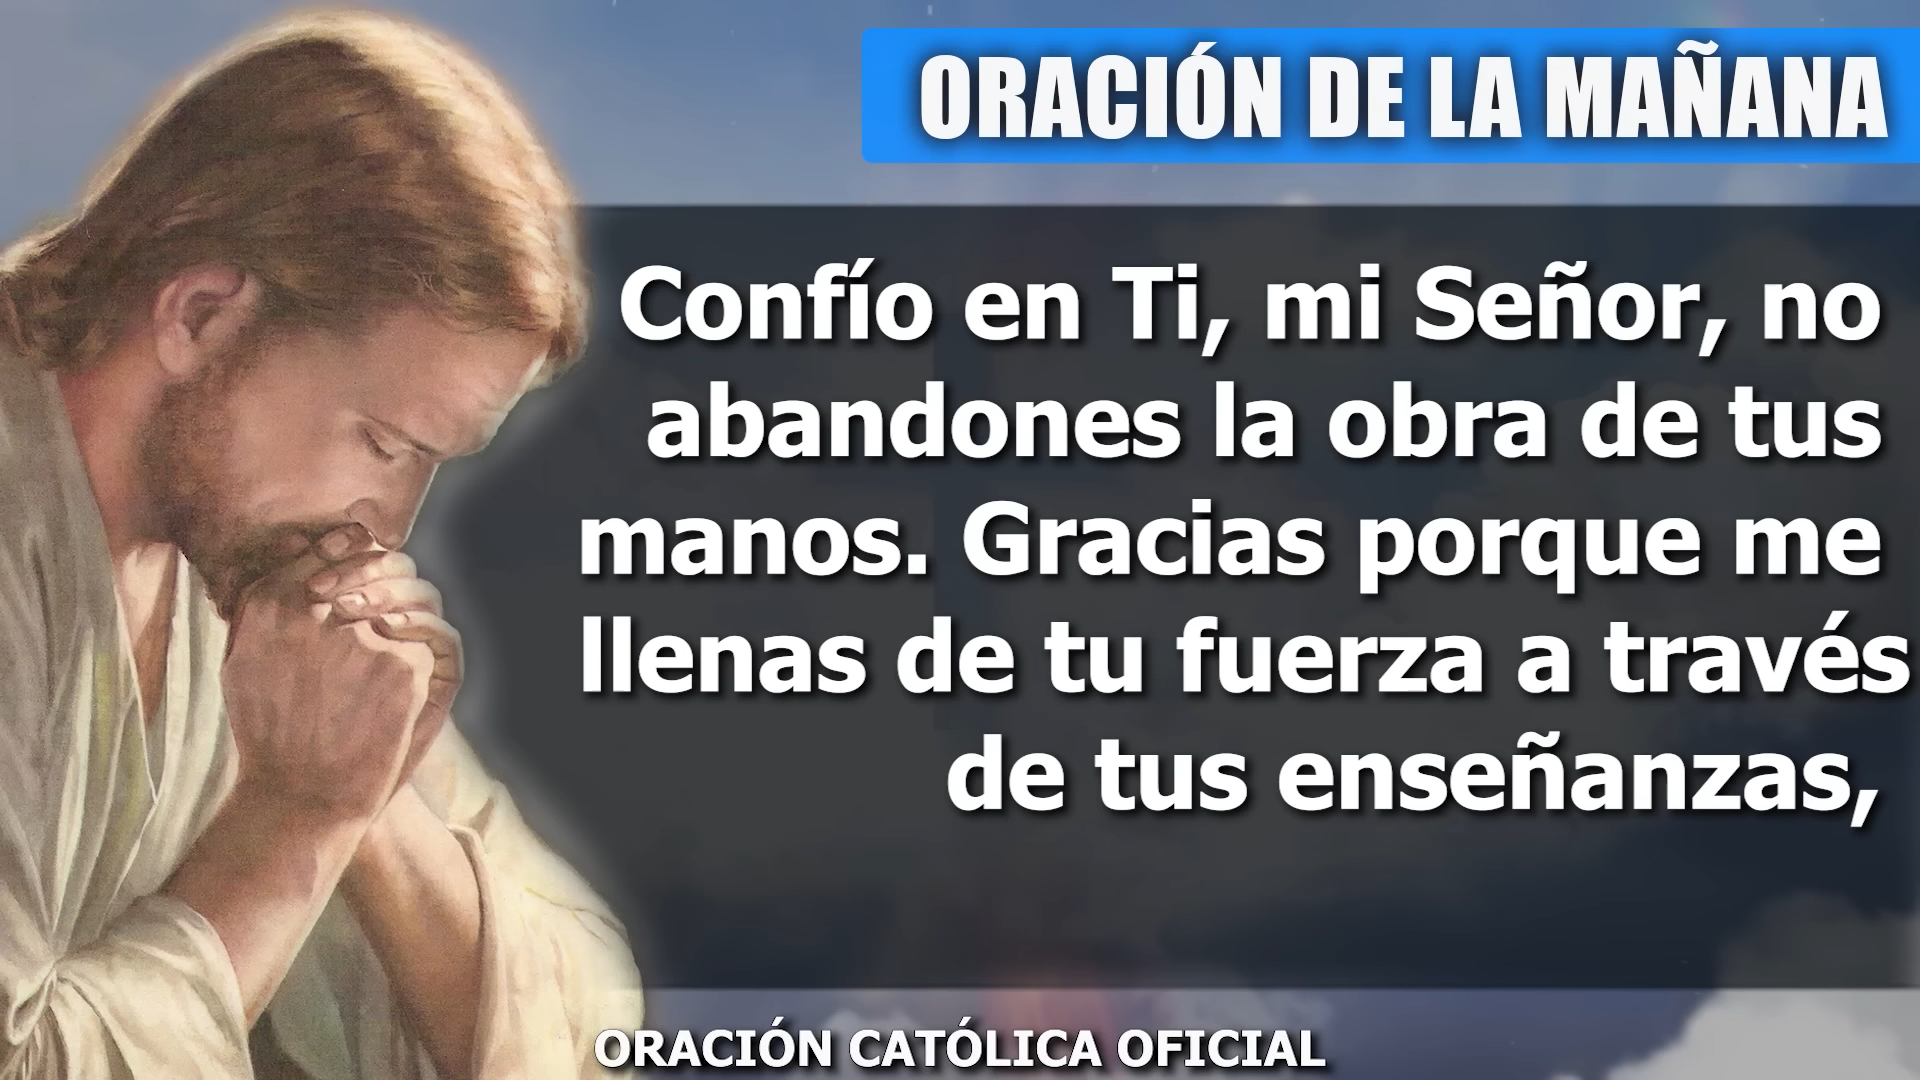 ORACIÓN DE LA MAÑANA
Confío en Ti, mi Señor, no
abandones la obra de tus
manos. Gracias porque me
llenas de tu fuerza a través
de tus enseñanzas,
ORACIÓN CATÓLICA OFICIAL